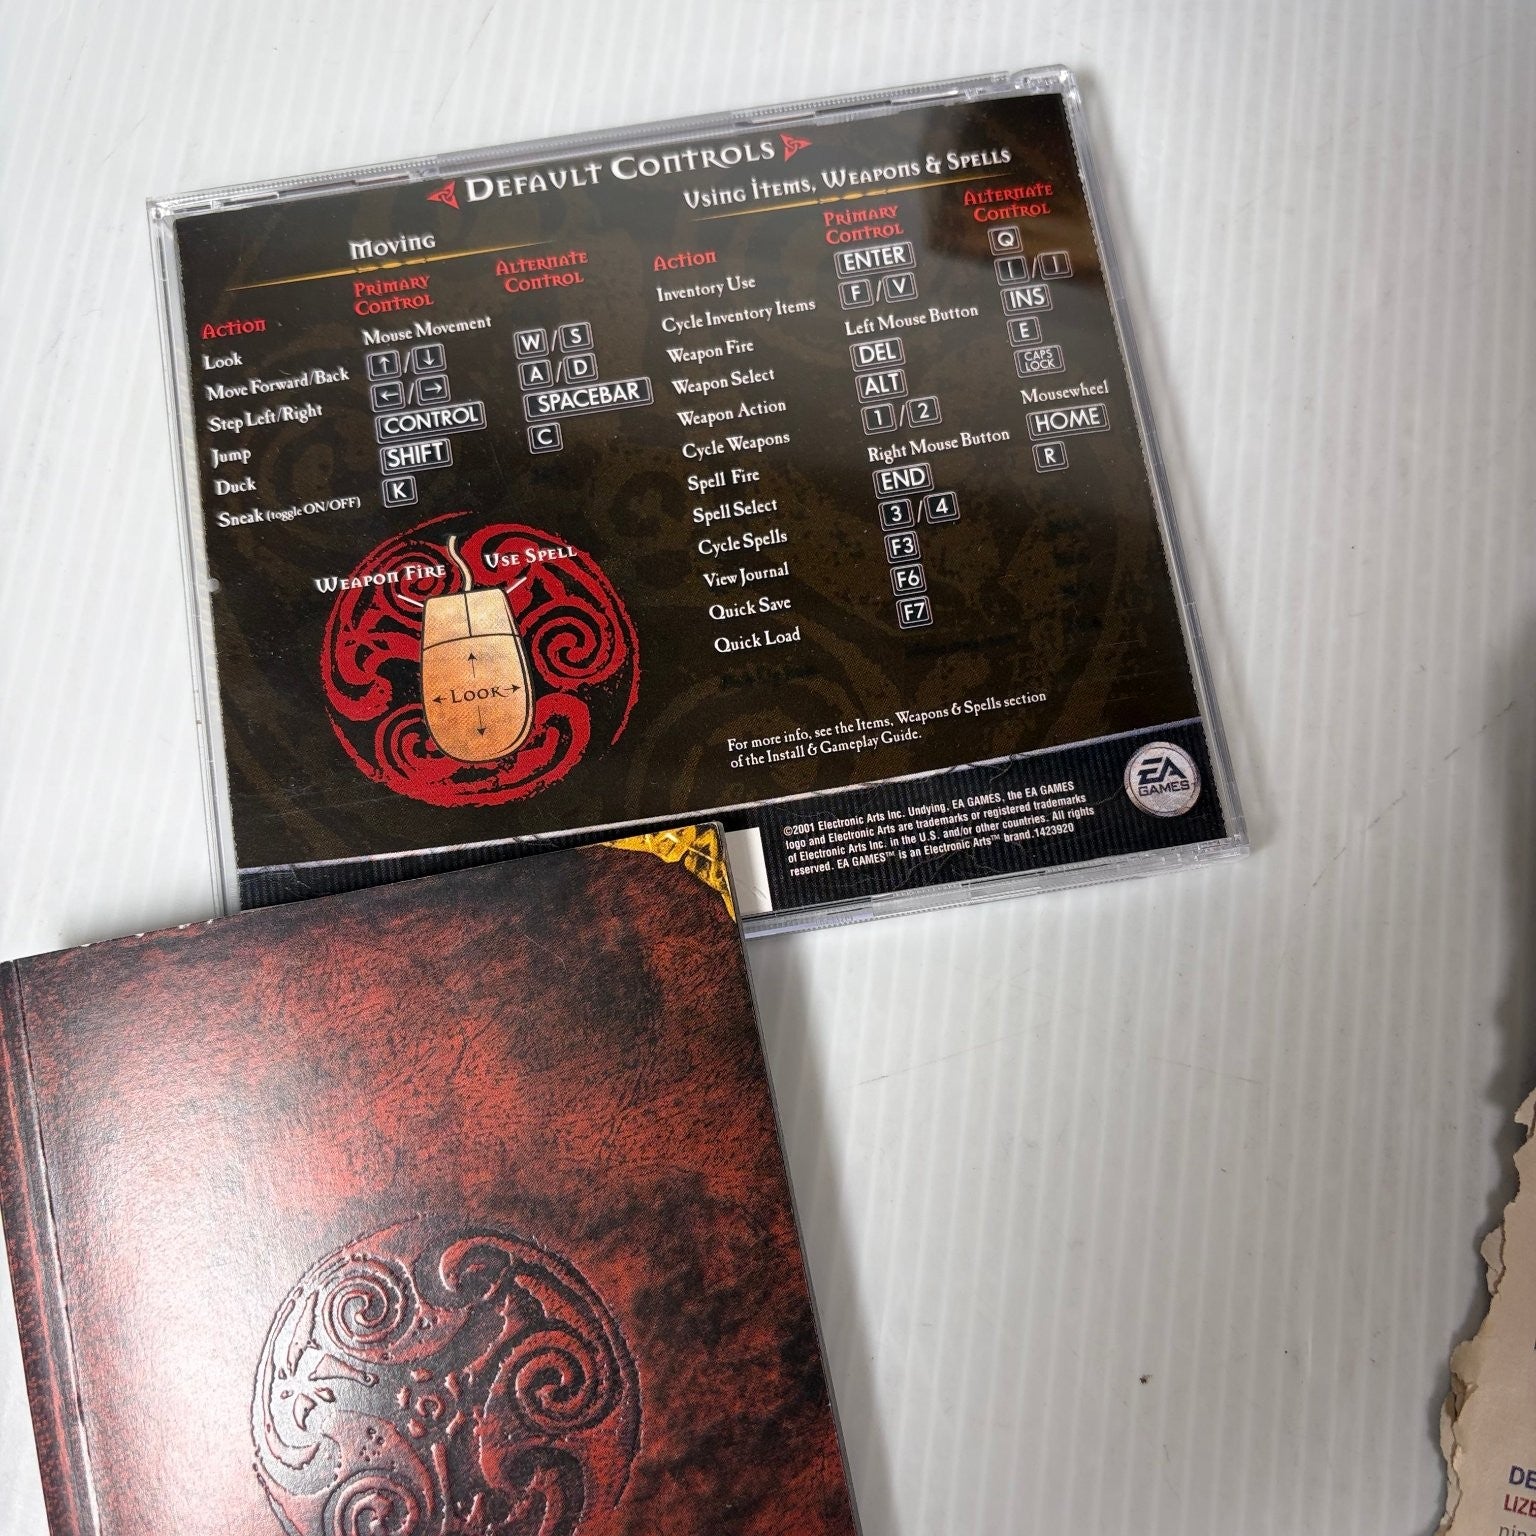 DEFAULT CONTROLS
MOVING
Action
PRIMARY CONTROL
ALTERNATE CONTROL
Look
Mouse Movement
Move Forward/Back
↑ / ↓
W / S
Step Left/Right
← / →
A / D
Jump
CONTROL
SPACEBAR
Duck
SHIFT
C
Sneak (toggle ON/OFF)
K
WEAPON FIRE
USE SPELL
LOOK
USING ITEMS, WEAPONS & SPELLS
Action
PRIMARY CONTROL
ALTERNATE CONTROL
Inventory Use
ENTER
Q
Cycle Inventory Items
F / V
[ / ]
Weapon Fire
Left Mouse Button
INS
Weapon Select
DEL
E
Weapon Action
ALT
CAPS LOCK
Cycle Weapons
1 / 2
Mousewheel
Spell Fire
Right Mouse Button
HOME
Spell Select
END
R
Cycle Spells
3 / 4
View Journal
F3
Quick Save
F6
Quick Load
F7
For more info, see the Items, Weapons & Spells section
of the Install & Gameplay Guide.
©2001 Electronic Arts Inc. Undying, EA GAMES, the EA GAMES
logo and Electronic Arts are trademarks or registered trademarks
of Electronic Arts Inc. in the U.S. and/or other countries. All rights
reserved. EA GAMES™ is an Electronic Arts™ brand.1423920
EA
GAMES
DE
LIZE